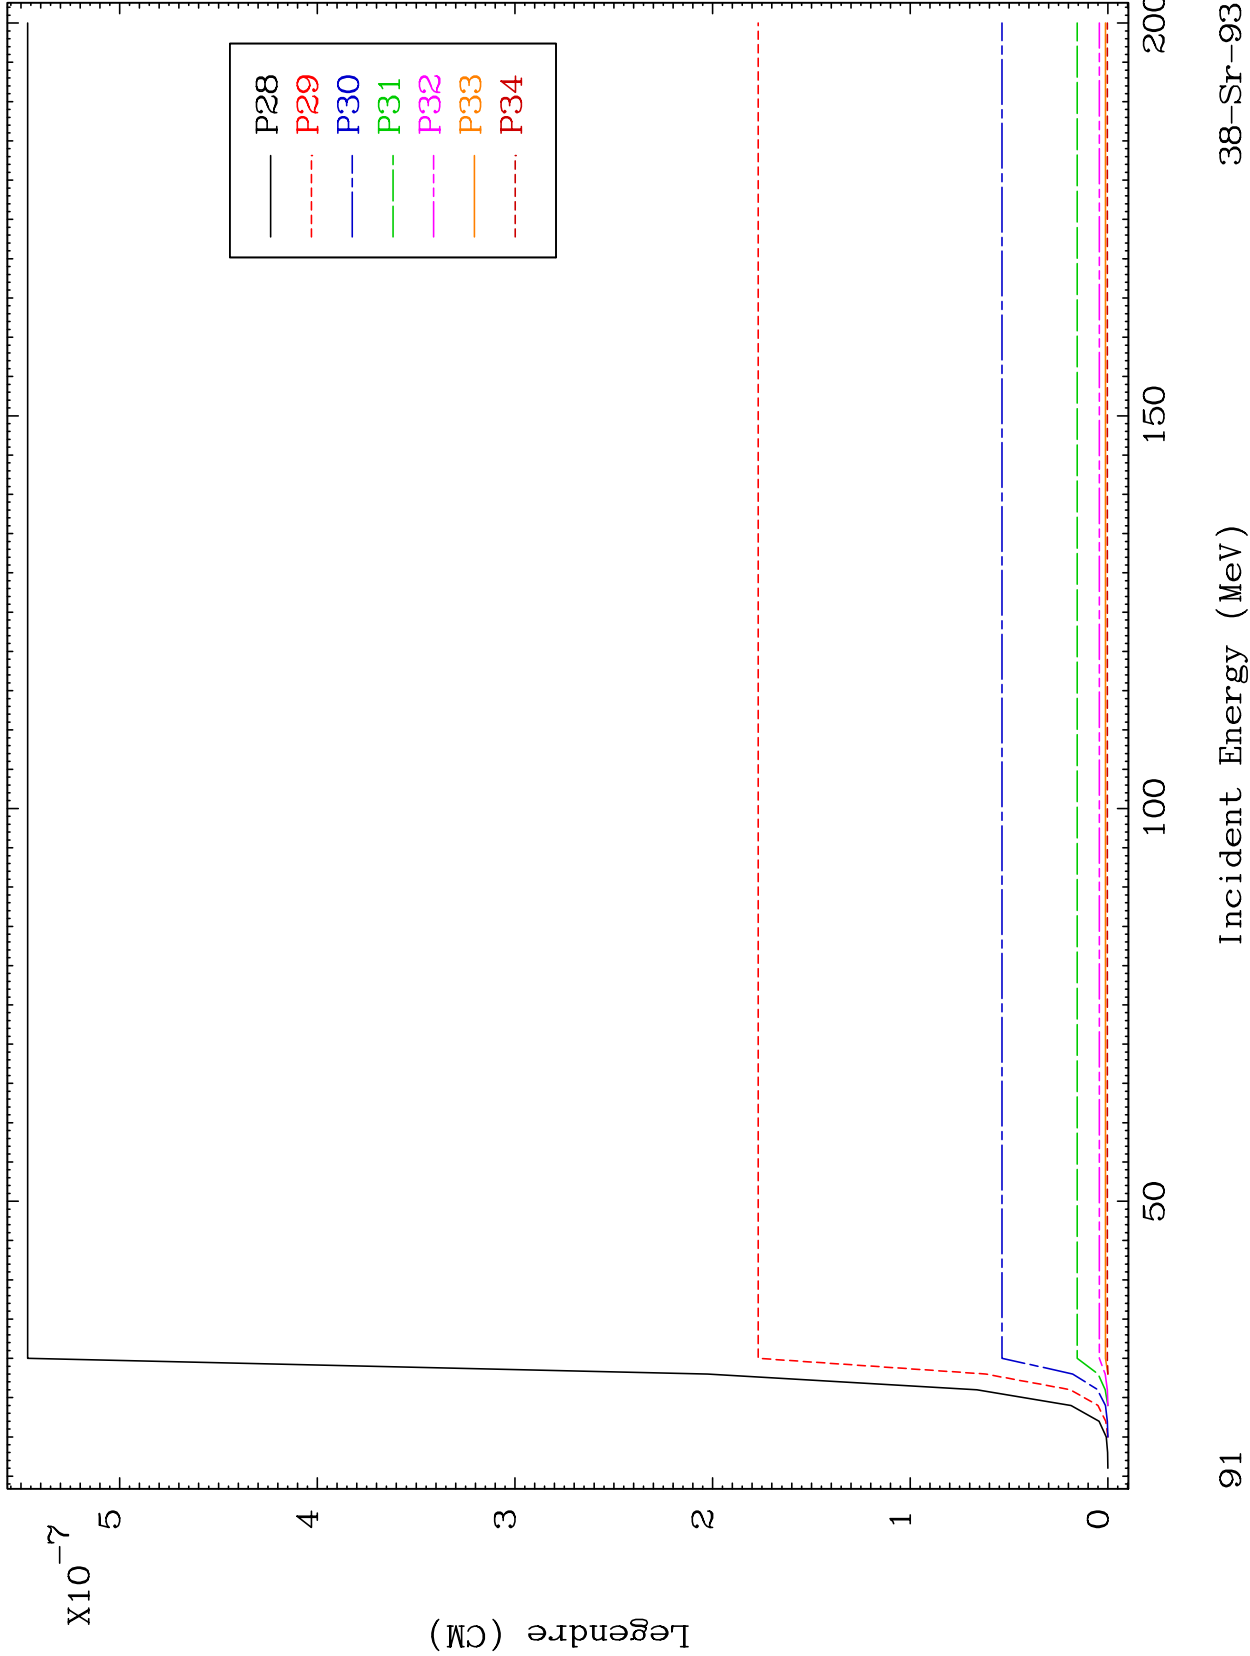 X10-7
Legendre (CM)
5
4
3
2
1
0
P28
P29
P30
P31
P32
P33
P34
50
100
150
200
Incident Energy (MeV)
91
38-Sr-93